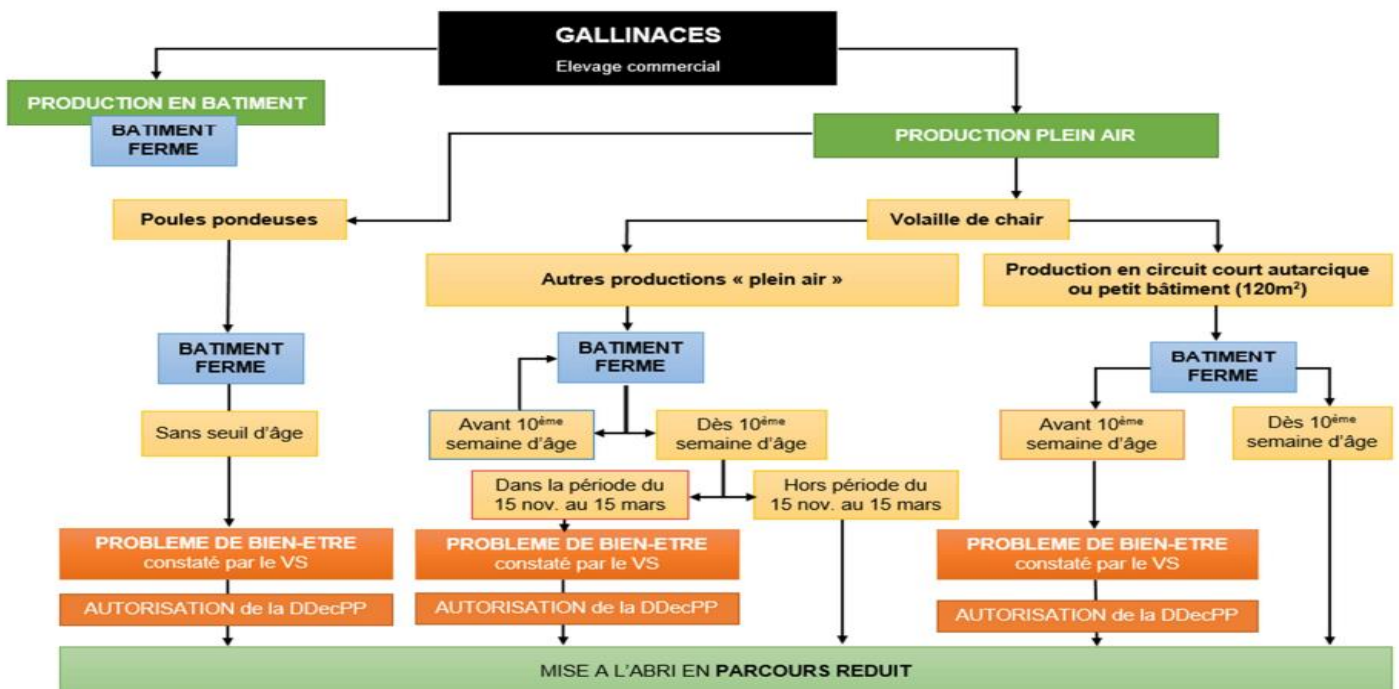 GALLINACES
Elevage commercial
PRODUCTION EN BATIMENT
BATIMENT
FERME
PRODUCTION PLEIN AIR
Poules pondeuses
Volaille de chair
Autres productions « plein air »
Production en circuit court autarcique
ou petit bâtiment (120m²)
BATIMENT
FERME
BATIMENT
FERME
BATIMENT
FERME
Sans seuil d'âge
Avant 10ème
semaine d'âge
Dès 10ème
semaine d'âge
Avant 10ème
semaine d'âge
Dès 10ème
semaine d'âge
Dans la période du
15 nov. au 15 mars
Hors période du
15 nov. au 15 mars
PROBLEME DE BIEN-ETRE
constaté par le VS
PROBLEME DE BIEN-ETRE
constaté par le VS
PROBLEME DE BIEN-ETRE
constaté par le VS
AUTORISATION de la DDecPP
AUTORISATION de la DDecPP
AUTORISATION de la DDecPP
MISE A L'ABRI EN PARCOURS REDUIT